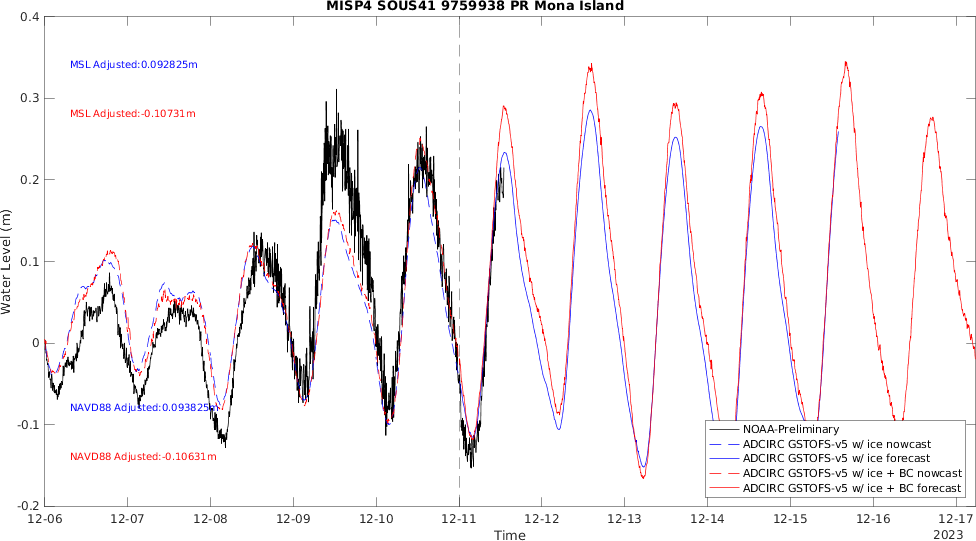 MISP4 SOUS41 9759938 PR Mona Island
0.4
0.3
0.2
0.1
0
-0.1
-0.2
Water Level (m)
MSL Adjusted:0.092825m
MSL Adjusted:-0.10731m
NAVD88 Adjusted:0.093825m
NAVD88 Adjusted:-0.10631m
NOAA-Preliminary
ADCIRC GSTOFS-v5 w/ ice nowcast
ADCIRC GSTOFS-v5 w/ ice forecast
ADCIRC GSTOFS-v5 w/ ice + BC nowcast
ADCIRC GSTOFS-v5 w/ ice + BC forecast
12-06 12-07 12-08 12-09 12-10 12-11 12-12 12-13 12-14 12-15 12-16 12-17
Time 2023